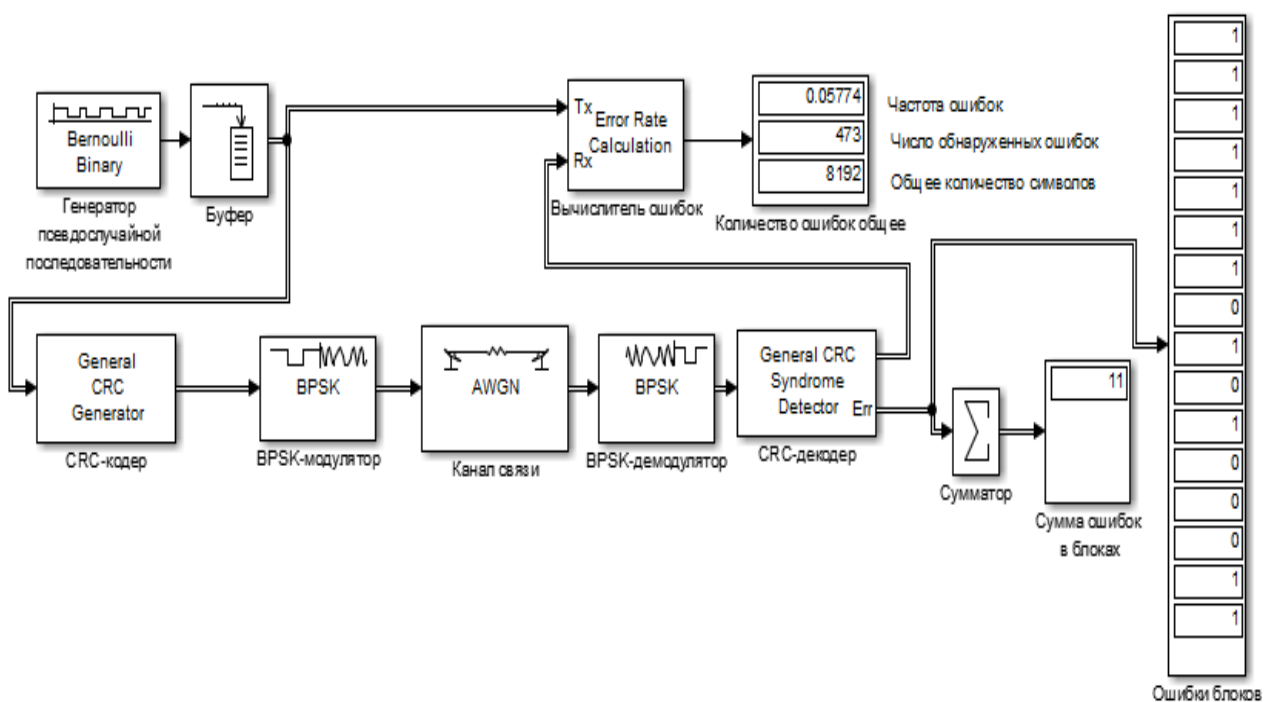 Bernoulli
Binary
Генератор
псевдослучайной
последовательности
Буфер
Tx
Rx
Error Rate
Calculation
Вычислитель ошибок
0.05774
473
8192
Количество ошибок общее
Частота ошибок
Число обнаруженных ошибок
Общее количество символов
General
CRC
Generator
CRC-кодер
BPSK
BPSK-модулятор
AWGN
Канал связи
BPSK
BPSK-демодулятор
General CRC
Syndrome
Detector
Err
CRC-декодер
Σ
Сумматор
11
Сумма ошибок
в блоках
1
1
1
1
1
1
1
0
1
0
1
0
0
0
1
1
Ошибки блоков